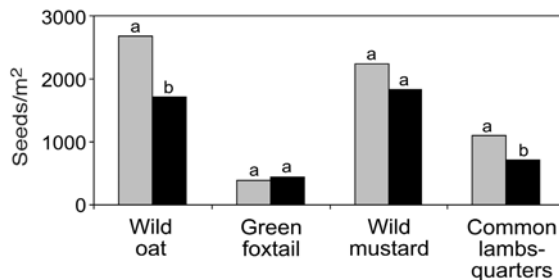 3000
2000
1000
0
Seeds/m²
a
b
a
a
a
a
a
b
Wild
oat
Green
foxtail
Wild
mustard
Common
lambs-
quarters